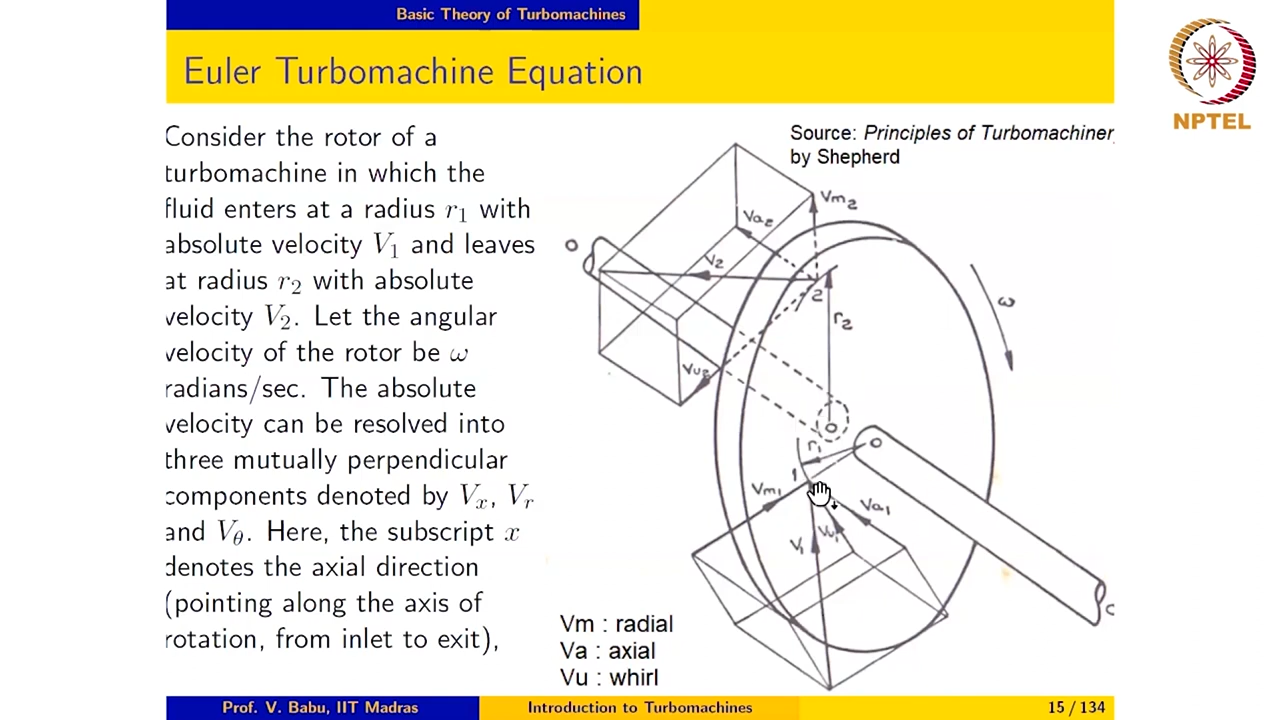 Basic Theory of Turbomachines
Euler Turbomachine Equation
NPTEL
Consider the rotor of a
turbomachine in which the
fluid enters at a radius r1 with
absolute velocity V1 and leaves
at radius r2 with absolute
velocity V2. Let the angular
velocity of the rotor be ω
radians/sec. The absolute
velocity can be resolved into
three mutually perpendicular
components denoted by Vx, Vr
and Vθ. Here, the subscript x
denotes the axial direction
(pointing along the axis of
rotation, from inlet to exit),
Source: Principles of Turbomachiner
by Shepherd
Vm2
Va2
O
V2
2
ω
r2
Vu2
O
O
r1
1
Vm1
Va1
Vu1
V1
Vm : radial
Va : axial
Vu : whirl
Prof. V. Babu, IIT Madras
Introduction to Turbomachines
15 / 134